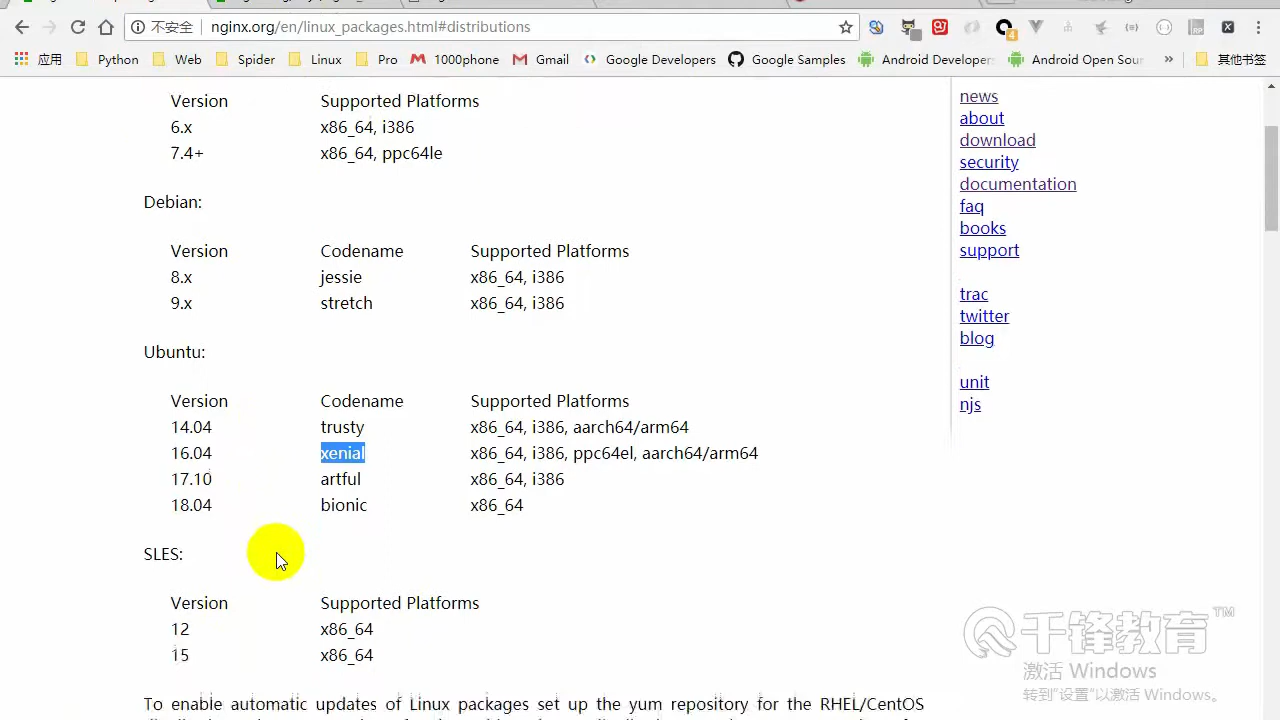 不安全 nginx.org/en/linux_packages.html#distributions
4
应用 Python Web Spider Linux Pro 1000phone Gmail Google Developers Google Samples Android Developer Android Open Sour » 其他书签
Version Supported Platforms
6.x x86_64, i386
7.4+ x86_64, ppc64le
Debian:
Version Codename Supported Platforms
8.x jessie x86_64, i386
9.x stretch x86_64, i386
Ubuntu:
Version Codename Supported Platforms
14.04 trusty x86_64, i386, aarch64/arm64
16.04 xenial x86_64, i386, ppc64el, aarch64/arm64
17.10 artful x86_64, i386
18.04 bionic x86_64
SLES:
Version Supported Platforms
12 x86_64
15 x86_64
To enable automatic updates of Linux packages set up the yum repository for the RHEL/CentOS
news
about
download
security
documentation
faq
books
support
trac
twitter
blog
unit
njs
千锋教育™
激活 Windows
转到"设置"以激活 Windows。